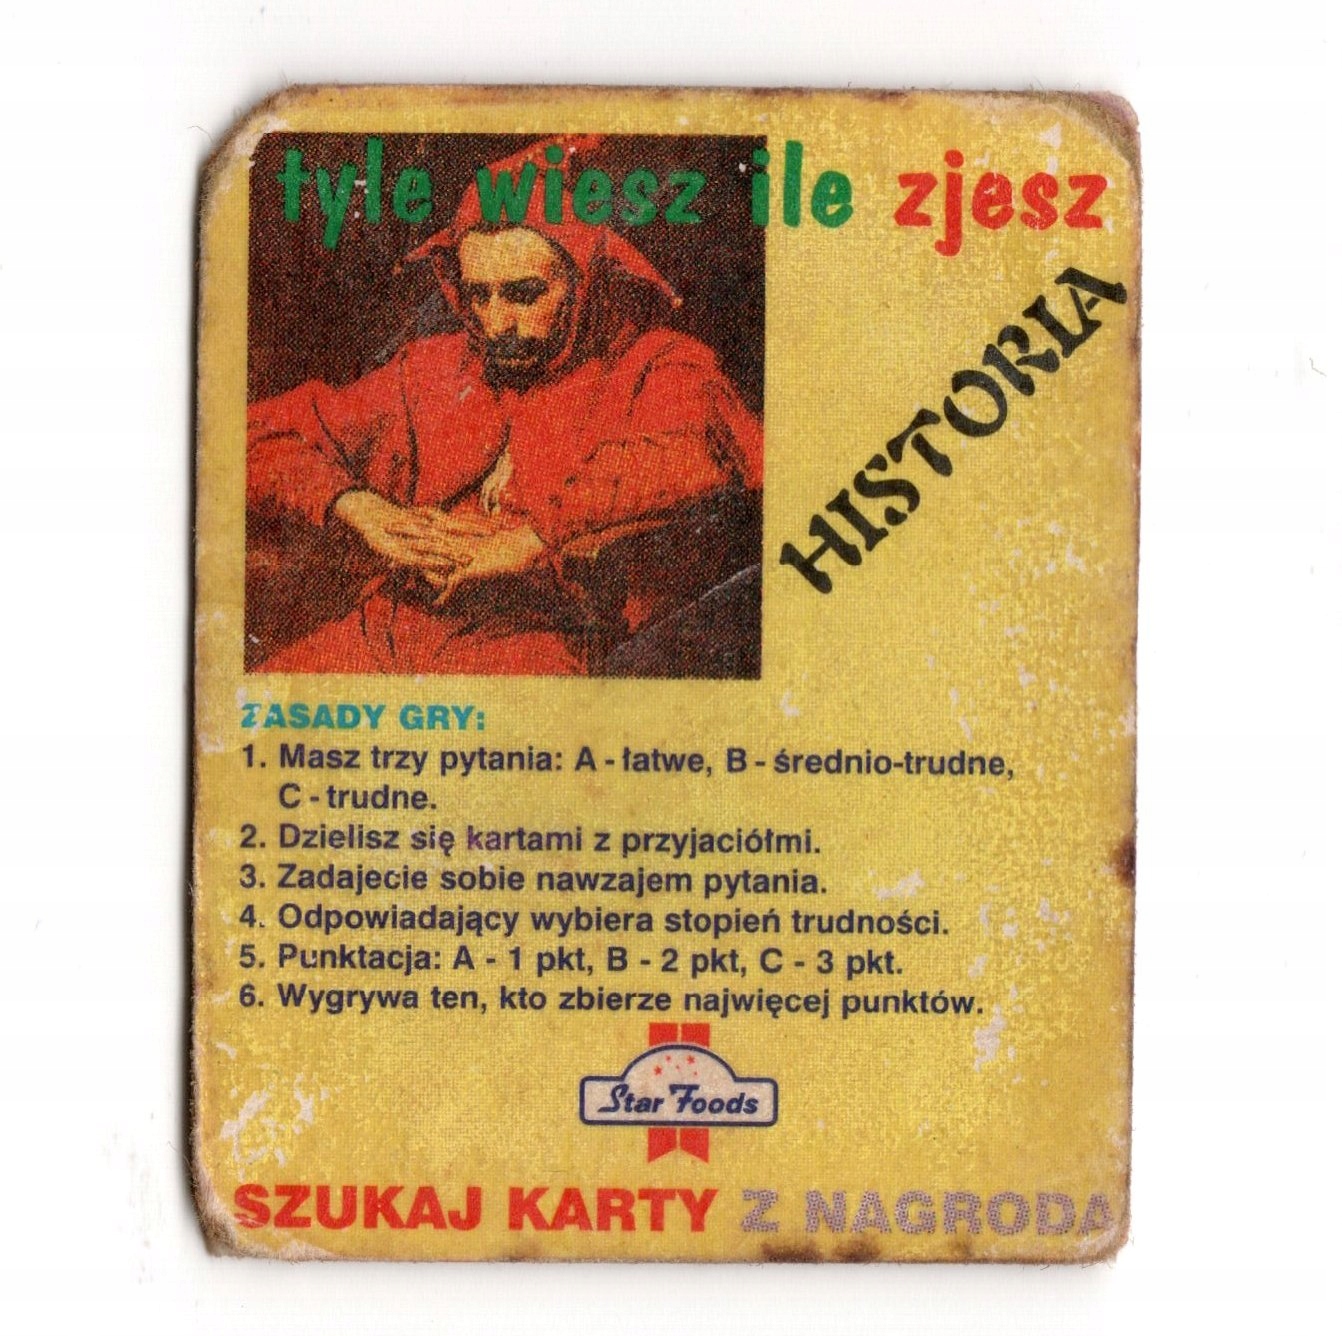 tyle wiesz ile zjesz
HISTORIA
ZASADY GRY:
1. Masz trzy pytania: A - łatwe, B - średnio-trudne,
C - trudne.
2. Dzielisz się kartami z przyjaciółmi.
3. Zadajecie sobie nawzajem pytania.
4. Odpowiadający wybiera stopień trudności.
5. Punktacja: A - 1 pkt, B - 2 pkt, C - 3 pkt.
6. Wygrywa ten, kto zbierze najwięcej punktów.
Star Foods
SZUKAJ KARTY Z NAGRODĄ